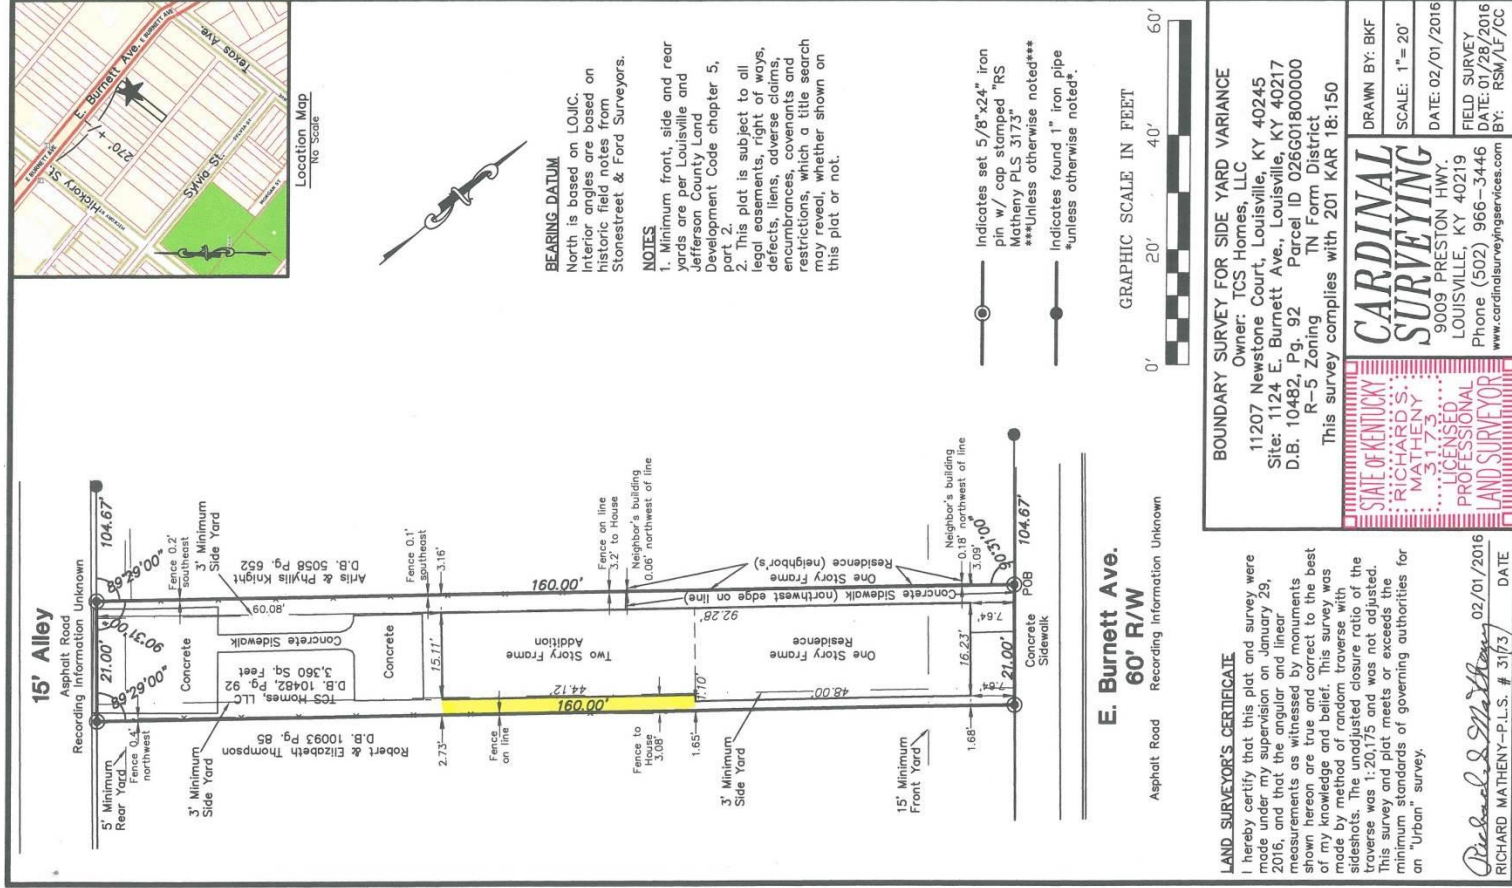 15' Alley
Asphalt Road
Recording Information Unknown
104.67'
89°29'00"
90°31'00"
21.00'
89°29'00"
5' Minimum
Rear Yard
Fence 0.4'
northwest
3' Minimum
Side Yard
Robert & Elizabeth Thompson
D.B. 10093 Pg. 85
Concrete
TCS Homes, LLC
D.B. 10482, Pg. 92
3,360 Sq. Feet
Concrete Sidewalk
Concrete
80.09'
Fence 0.2'
southeast
3' Minimum
Side Yard
Arlis & Phyllis Knight
D.B. 5058 Pg. 652
Fence 0.1'
southeast
3.16'
15.11'
2.73'
Two Story Frame
Addition
44.12'
160.00'
160.00'
Fence
on line
Fence to
House
3.08'
1.65'
1.10'
Fence on line
3.2' to House
Neighbor's building
0.06' northwest of line
92.28'
Concrete Sidewalk (northwest edge on line)
One Story Frame
Residence (neighbor's)
One Story Frame
Residence
48.00'
3' Minimum
Side Yard
15' Minimum
Front Yard
1.68'
16.23'
7.64'
7.64'
Neighbor's building
0.18' northwest of line
3.09'
90°31'00"
21.00'
POB
104.67'
Concrete
Sidewalk
E. Burnett Ave.
60' R/W
Asphalt Road
Recording Information Unknown
E BURNETT AVE
E. Burnett Ave.
E BURNETT AVE
Texas Ave.
270' +/-
Hickory St.
HICKORY ST
Sylvia St.
SYLVIA ST
MORGAN ST
Location Map
No Scale
BEARING DATUM
North is based on LOJIC.
Interior angles are based on
historic field notes from
Stonestreet & Ford Surveyors.
NOTES
1. Minimum front, side and rear
yards are per Louisville and
Jefferson County Land
Development Code chapter 5,
part 2.
2. This plat is subject to all
legal easements, right of ways,
defects, liens, adverse claims,
encumbrances, covenants and
restrictions, which a title search
may reveal, whether shown on
this plat or not.
Indicates set 5/8"x24" iron
pin w/ cap stamped "RS
Matheny PLS 3173"
***Unless otherwise noted***
Indicates found 1" iron pipe
*unless otherwise noted*.
GRAPHIC SCALE IN FEET
0' 20' 40' 60'
LAND SURVEYOR'S CERTIFICATE
I hereby certify that this plat and survey were
made under my supervision on January 29,
2016, and that the angular and linear
measurements as witnessed by monuments
shown hereon are true and correct to the best
of my knowledge and belief. This survey was
made by method of random traverse with
sideshots. The unadjusted closure ratio of the
traverse was 1:20,175 and was not adjusted.
This survey and plat meets or exceeds the
minimum standards of governing authorities for
an "Urban" survey.
Richard S Matheny 02/01/2016
RICHARD MATHENY-P.L.S. # 3173 DATE
BOUNDARY SURVEY FOR SIDE YARD VARIANCE
Owner: TCS Homes, LLC
11207 Newstone Court, Louisville, KY 40245
Site: 1124 E. Burnett Ave., Louisville, KY 40217
D.B. 10482, Pg. 92 Parcel ID 026G01800000
R-5 Zoning TN Form District
This survey complies with 201 KAR 18:150
STATE of KENTUCKY
RICHARD S.
MATHENY
3173
LICENSED
PROFESSIONAL
LAND SURVEYOR
CARDINAL
SURVEYING
9009 PRESTON HWY.
LOUISVILLE, KY 40219
Phone (502) 966-3446
www.cardinalsurveyingservices.com
DRAWN BY: BKF
SCALE: 1"= 20'
DATE: 02/01/2016
FIELD SURVEY
DATE: 01/28/2016
BY: RSM/LF/CC